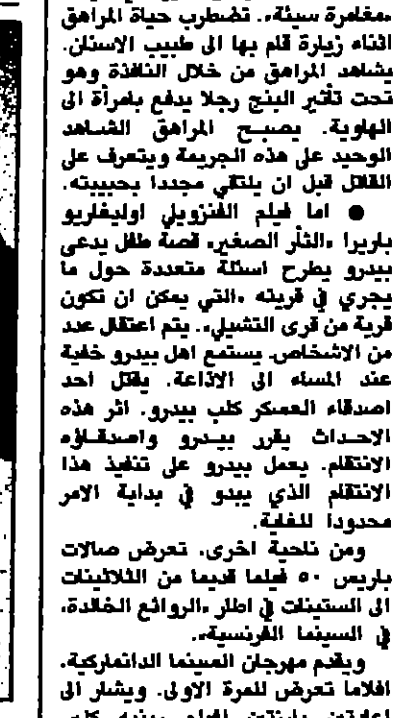 «مغامرة سيئة». تضطرب حياة المراهق
اثناء زيارة قام بها الى طبيب الاسنان.
يشاهد المراهق من خلال النافذة وهو
تحت تأثير البنج رجلا يدفع بامرأة الى
الهاوية. يصبح المراهق الشاهد
الوحيد على هذه الجريمة ويتعرف على
القاتل قبل ان يلتقي مجددا بحبيبته.
● اما فيلم الفنزويلي اوليغاريو
باريرا «الثأر الصغير» قصة طفل يدعى
بيدرو يطرح اسئلة متعددة حول ما
يجري في قريته «التي يمكن ان تكون
قرية من قرى التشيلي». يتم اعتقال عدد
من الاشخاص. يستمع اهل بيدرو خفية
عند المساء الى الاذاعة. يقتل احد
اصدقاء العسكر كلب بيدرو. اثر هذه
الاحداث يقرر بيدرو واصدقاؤه
الانتقام. يعمل بيدرو على تنفيذ هذا
الانتقام الذي يبدو في بداية الامر
محدودا للغاية.
ومن ناحية اخرى، تعرض صالات
باريس ٥٠ فيلما قديما من الثلاثينات
الى الستينات في اطار «الروائع الخالدة،
في السينما الفرنسية».
ويقدم مهرجان السينما الدانماركية،
افلاما تعرض للمرة الاولى. ويشار الى